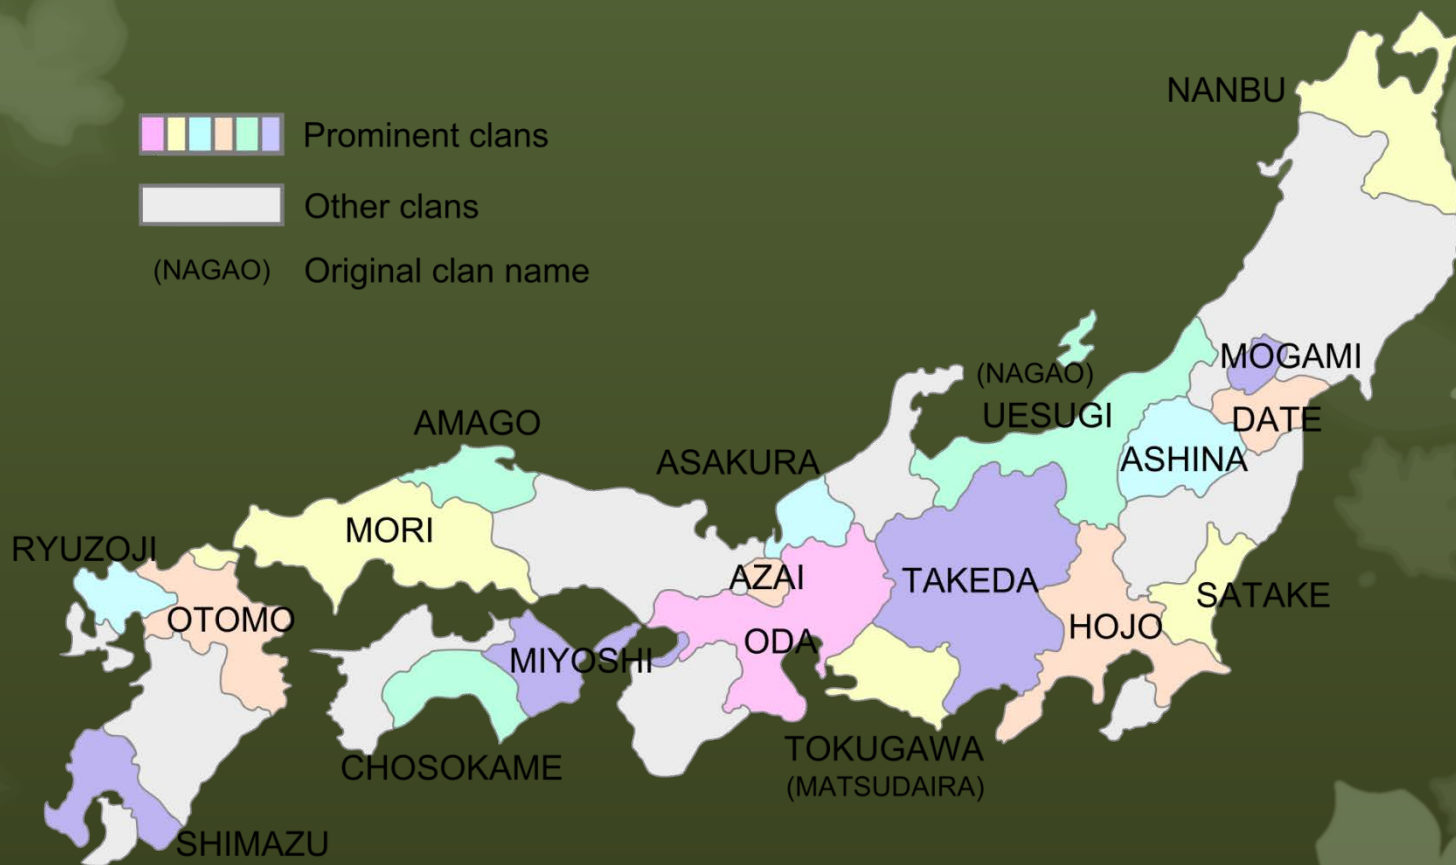 NANBU
Prominent clans
Other clans
(NAGAO) Original clan name
MOGAMI
(NAGAO)
UESUGI
DATE
AMAGO
ASAKURA
ASHINA
MORI
RYUZOJI
AZAI
TAKEDA
SATAKE
OTOMO
HOJO
ODA
MIYOSHI
TOKUGAWA
(MATSUDAIRA)
CHOSOKAME
SHIMAZU